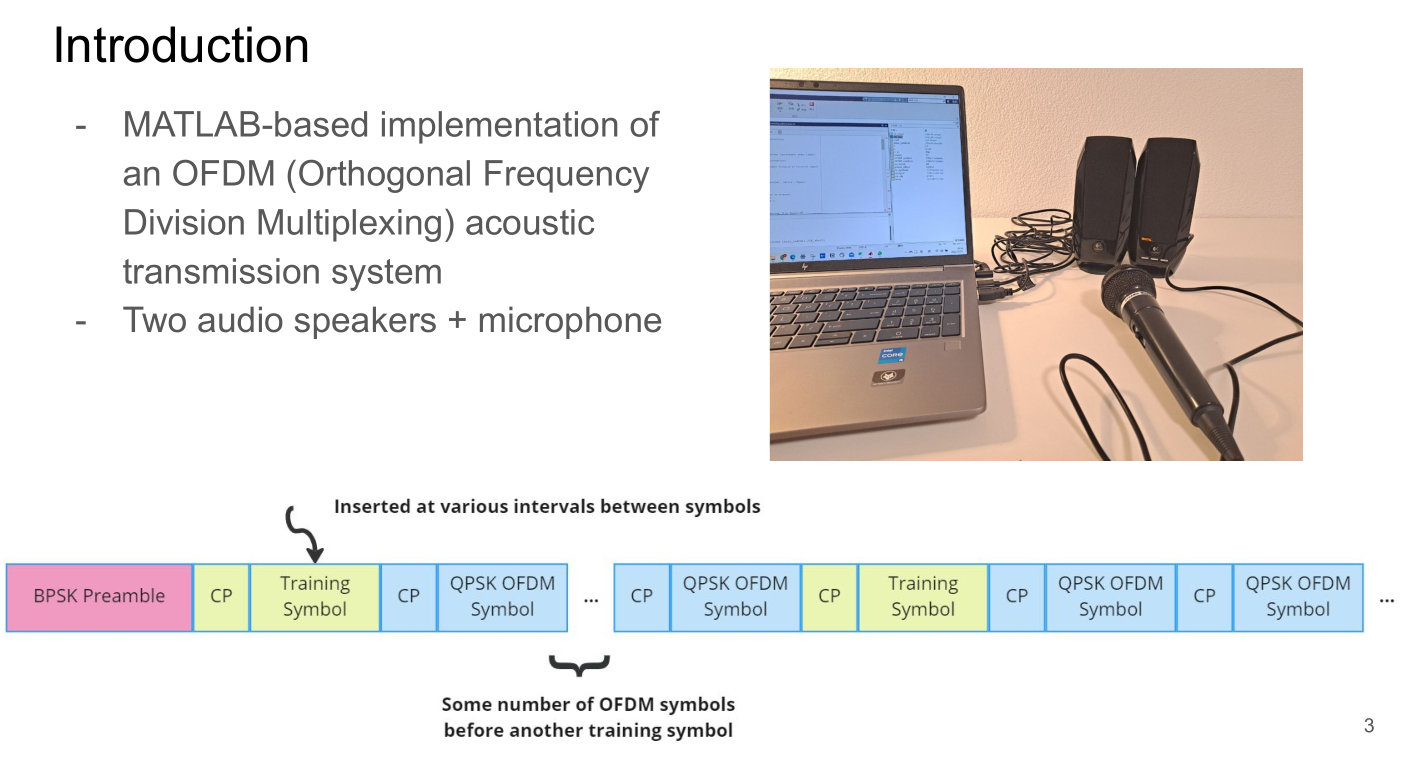 Introduction
- MATLAB-based implementation of
an OFDM (Orthogonal Frequency
Division Multiplexing) acoustic
transmission system
- Two audio speakers + microphone
Inserted at various intervals between symbols
BPSK Preamble
CP
Training
Symbol
CP
QPSK OFDM
Symbol
...
CP
QPSK OFDM
Symbol
CP
Training
Symbol
CP
QPSK OFDM
Symbol
CP
QPSK OFDM
Symbol
...
Some number of OFDM symbols
before another training symbol
3